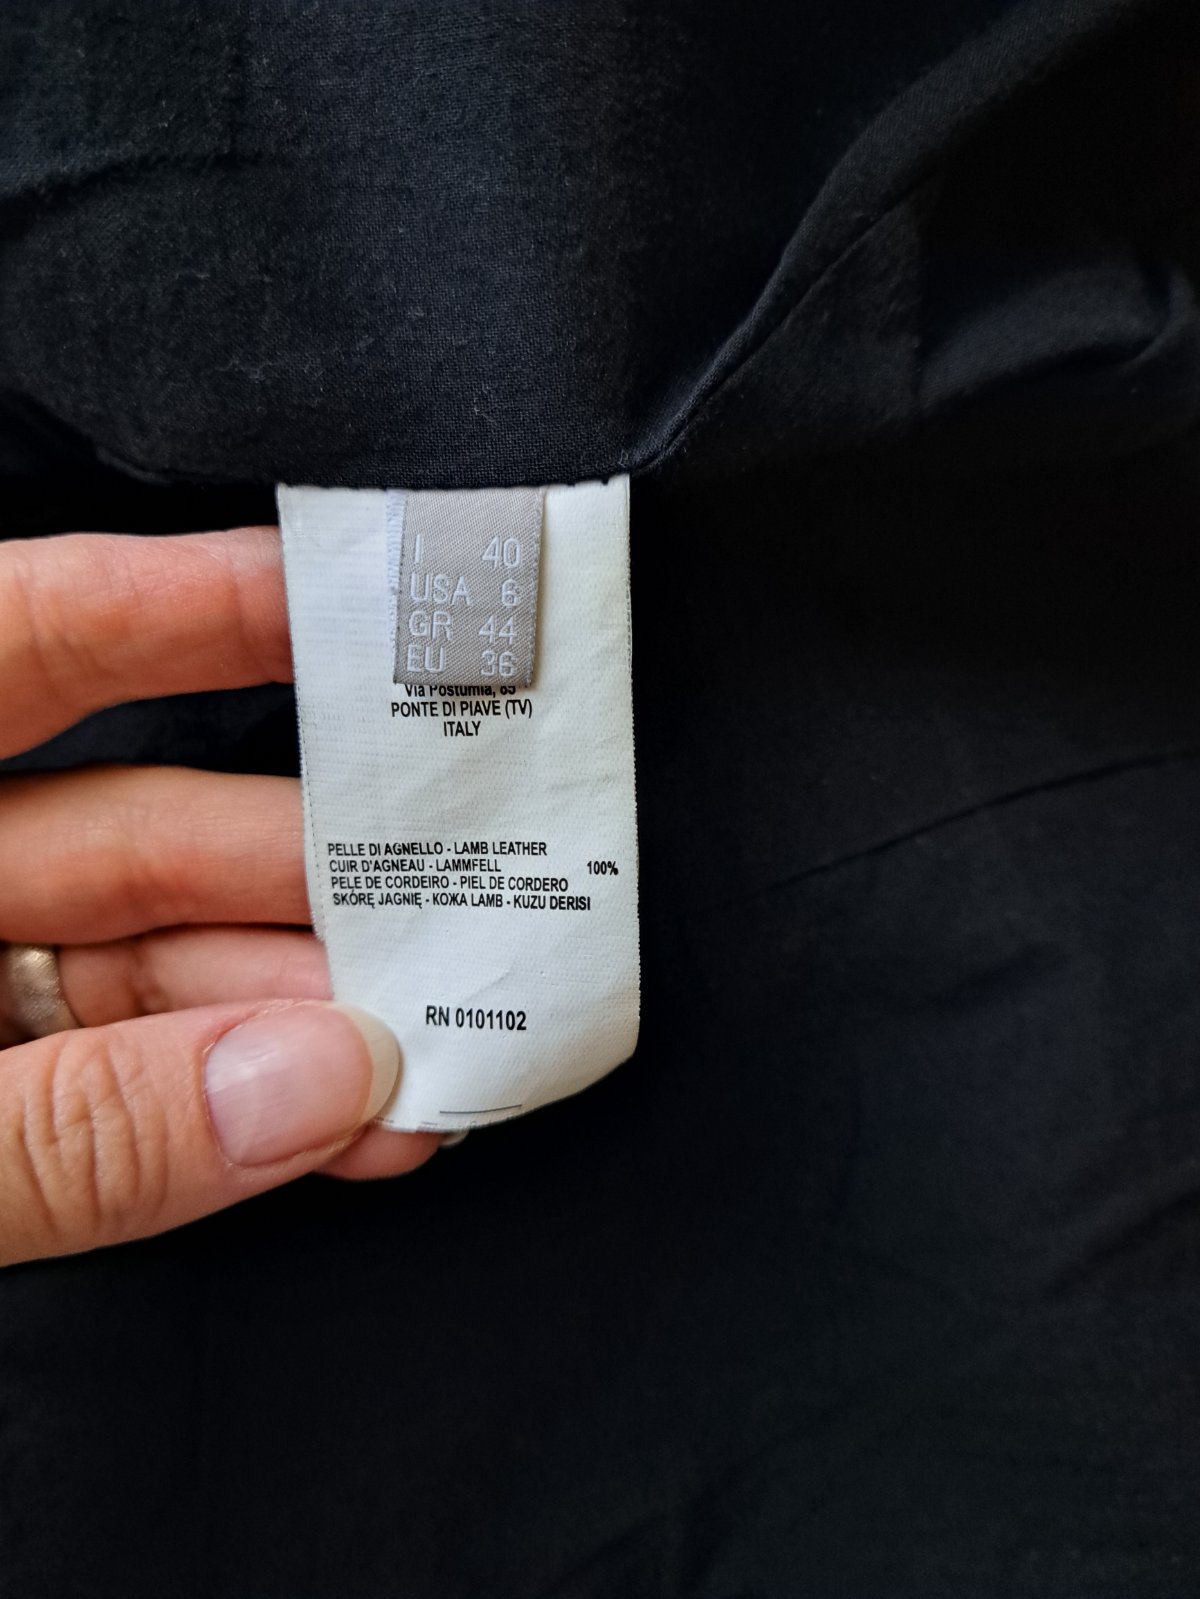 I 40
USA 6
GR 44
EU 36
Via Postumia, 85
PONTE DI PIAVE (TV)
ITALY
PELLE DI AGNELLO - LAMB LEATHER
CUIR D'AGNEAU - LAMMFELL 100%
PELE DE CORDEIRO - PIEL DE CORDERO
SKÓRĘ JAGNIĘ - КОЖА LAMB - KUZU DERISI
RN 0101102